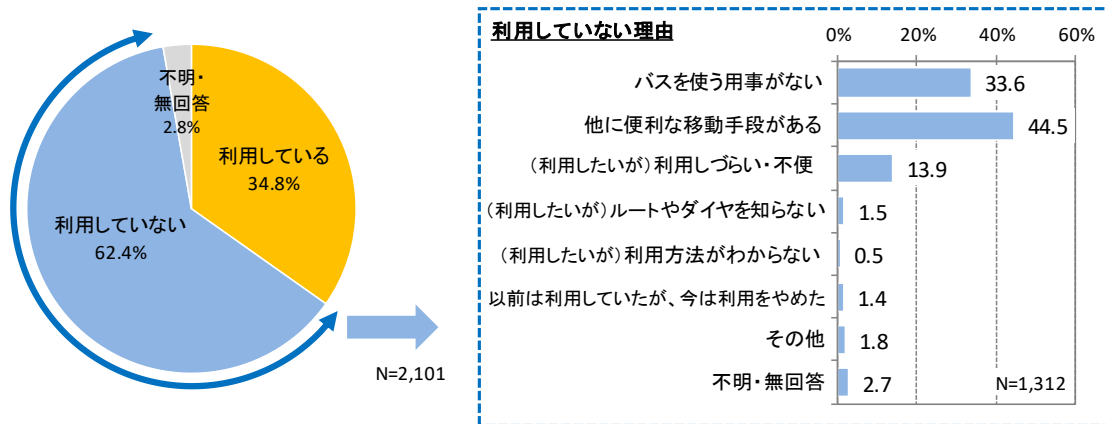 不明・
無回答
2.8%
利用している
34.8%
利用していない
62.4%
N=2,101
利用していない理由
0%
20%
40%
60%
バスを使う用事がない
33.6
他に便利な移動手段がある
44.5
(利用したいが)利用しづらい・不便
13.9
(利用したいが)ルートやダイヤを知らない
1.5
(利用したいが)利用方法がわからない
0.5
以前は利用していたが、今は利用をやめた
1.4
その他
1.8
不明・無回答
2.7
N=1,312